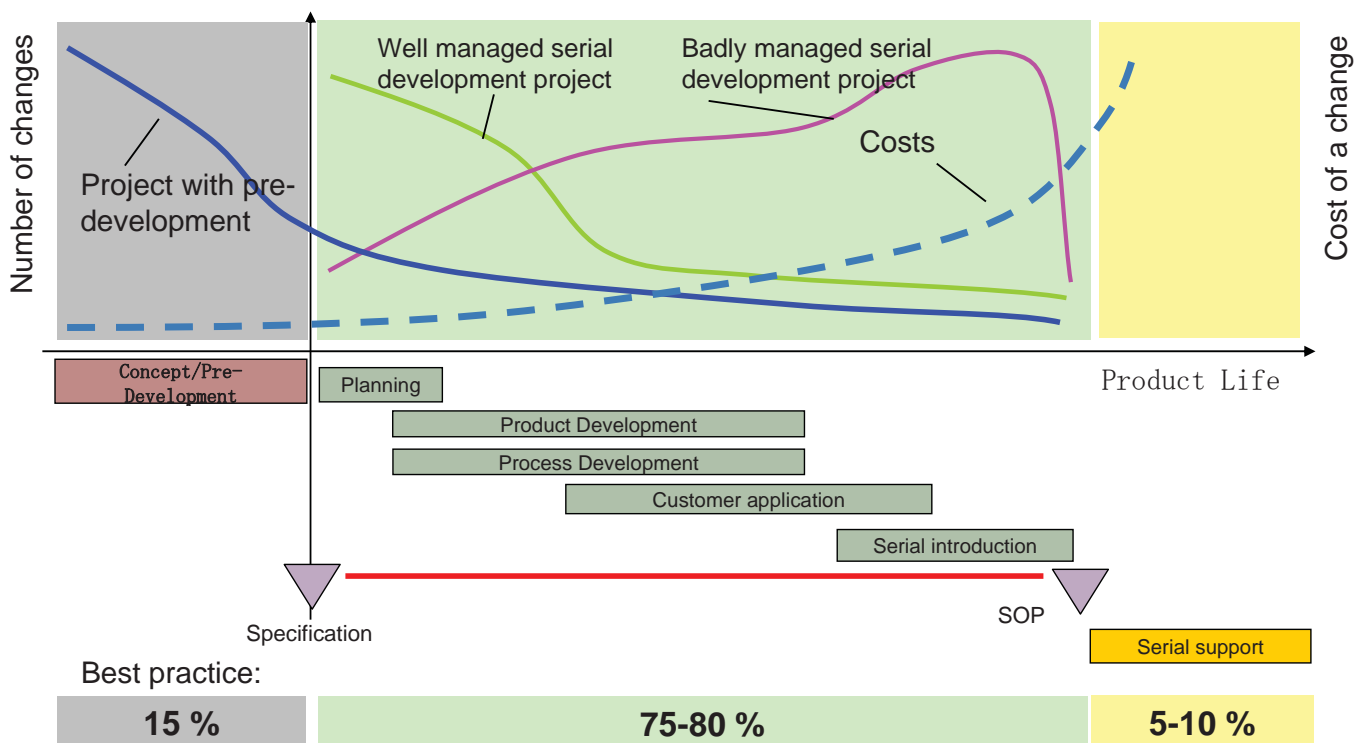 Number of changes
Well managed serial
development project
Badly managed serial
development project
Costs
Project with pre-
development
Cost of a change
Concept/Pre-
Development
Planning
Product Life
Product Development
Process Development
Customer application
Serial introduction
Specification
SOP
Serial support
Best practice:
15 %
75-80 %
5-10 %